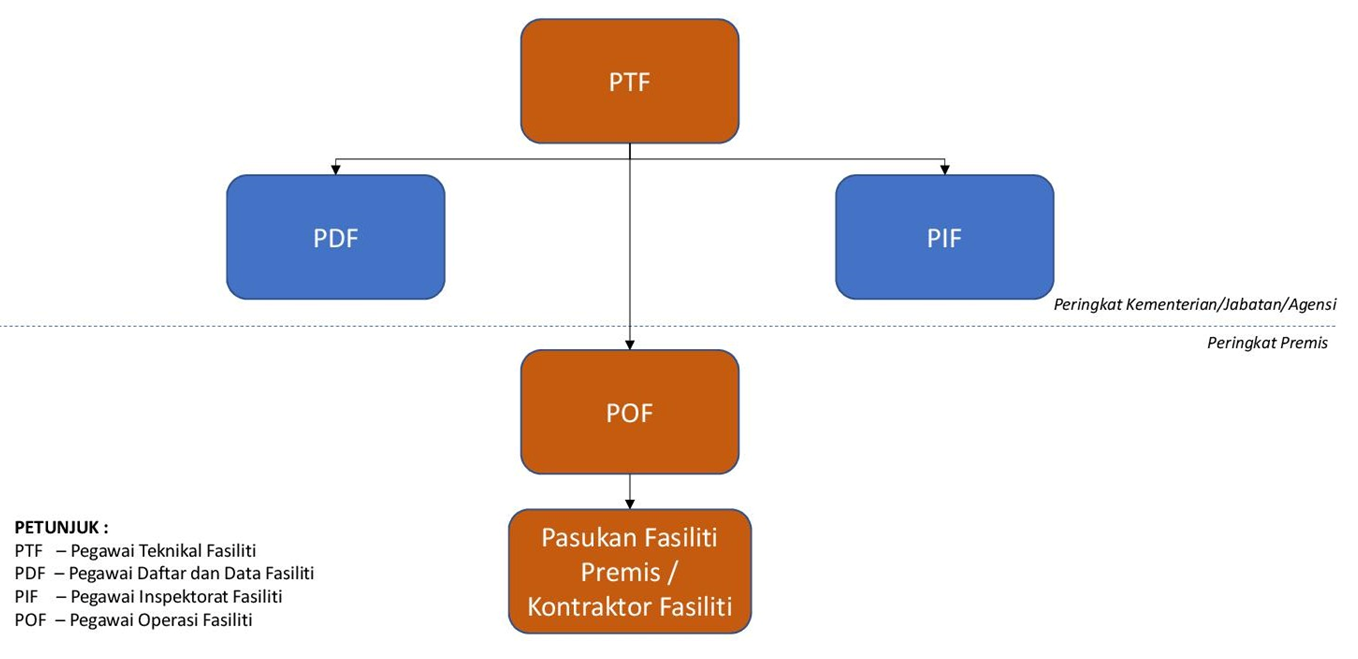 PTF
PDF
PIF
Peringkat Kementerian/Jabatan/Agensi
Peringkat Premis
POF
Pasukan Fasiliti
Premis /
Kontraktor Fasiliti
PETUNJUK :
PTF – Pegawai Teknikal Fasiliti
PDF – Pegawai Daftar dan Data Fasiliti
PIF – Pegawai Inspektorat Fasiliti
POF – Pegawai Operasi Fasiliti